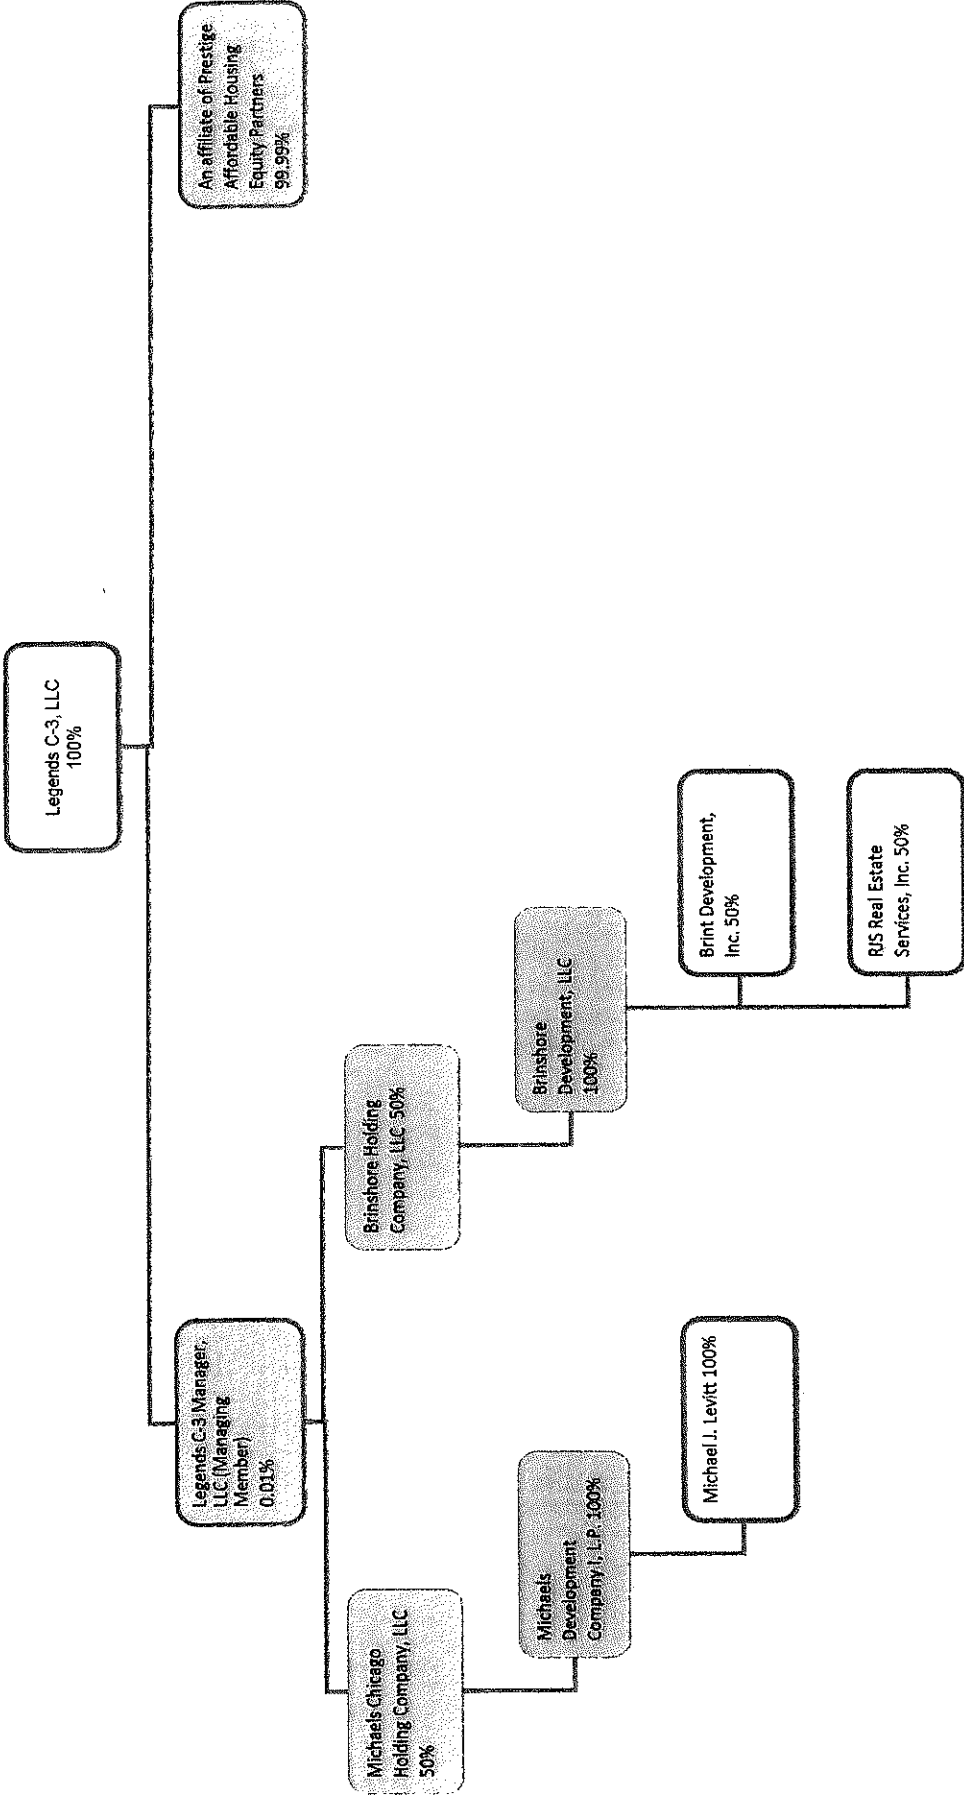 Legends C-3, LLC
100%
Legends C-3 Manager,
LLC (Managing
Member)
0.01%
An affiliate of Prestige
Affordable Housing
Equity Partners
99.99%
Michaels Chicago
Holding Company, LLC
50%
Brinshore Holding
Company, LLC 50%
Michaels
Development
Company I, L.P. 100%
Brinshore
Development, LLC
100%
Michael J. Levitt 100%
Brint Development,
Inc. 50%
RJS Real Estate
Services, Inc. 50%